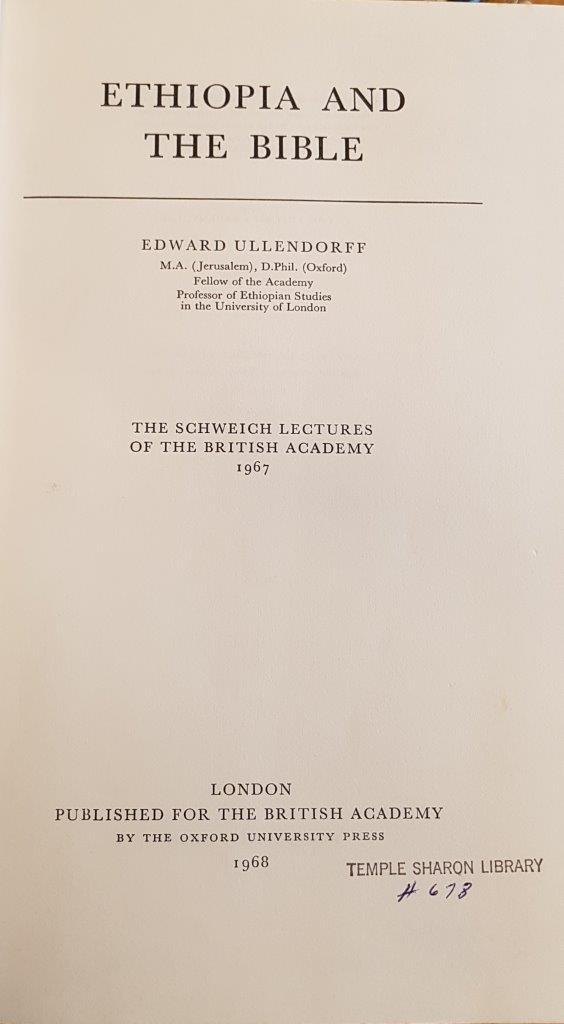 ETHIOPIA AND
THE BIBLE
EDWARD ULLENDORFF
M.A. (Jerusalem), D.Phil. (Oxford)
Fellow of the Academy
Professor of Ethiopian Studies
in the University of London
THE SCHWEICH LECTURES
OF THE BRITISH ACADEMY
1967
LONDON
PUBLISHED FOR THE BRITISH ACADEMY
BY THE OXFORD UNIVERSITY PRESS
1968
TEMPLE SHARON LIBRARY
# 678